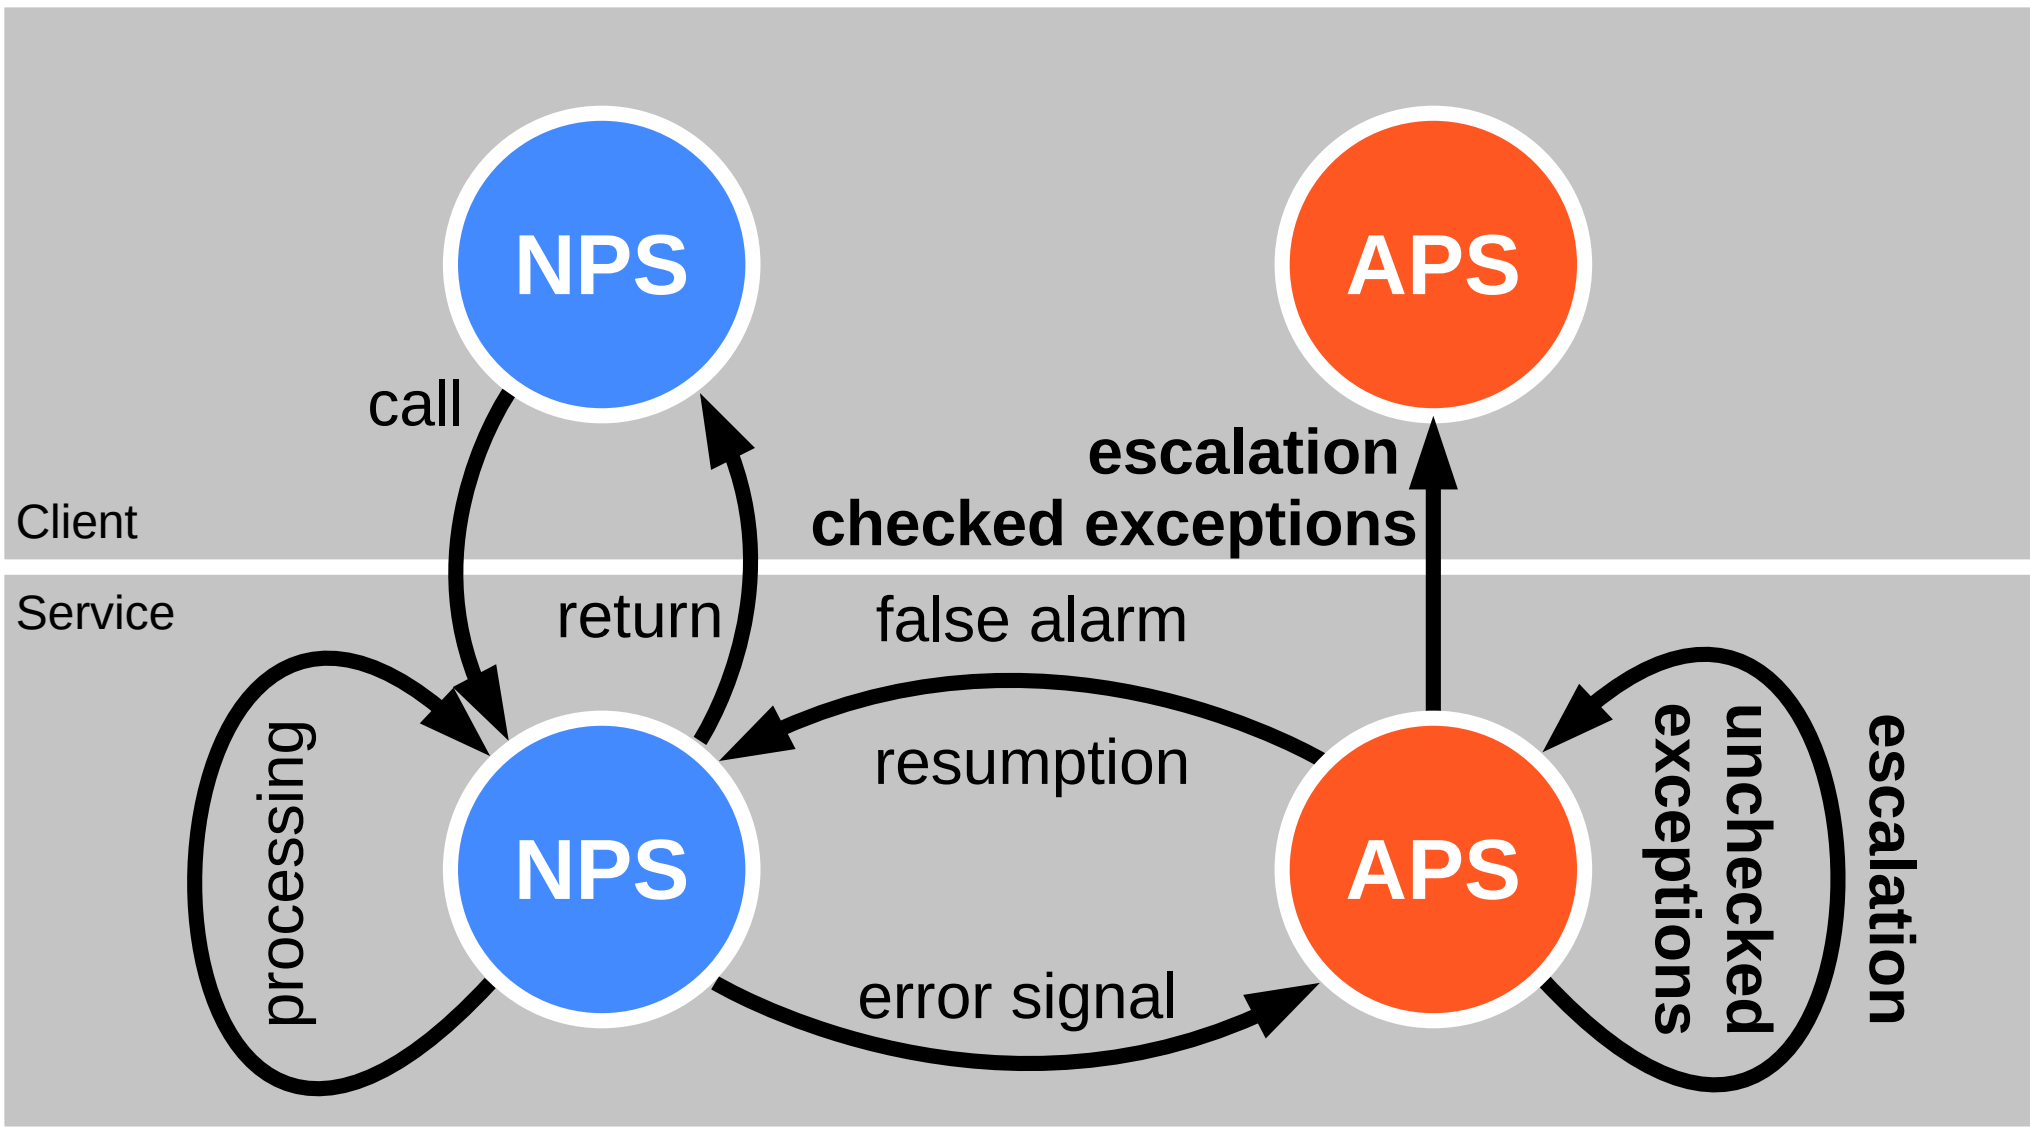 NPS
APS
call
escalation
checked exceptions
Client
Service
return
false alarm
resumption
processing
NPS
APS
unchecked
exceptions
escalation
error signal